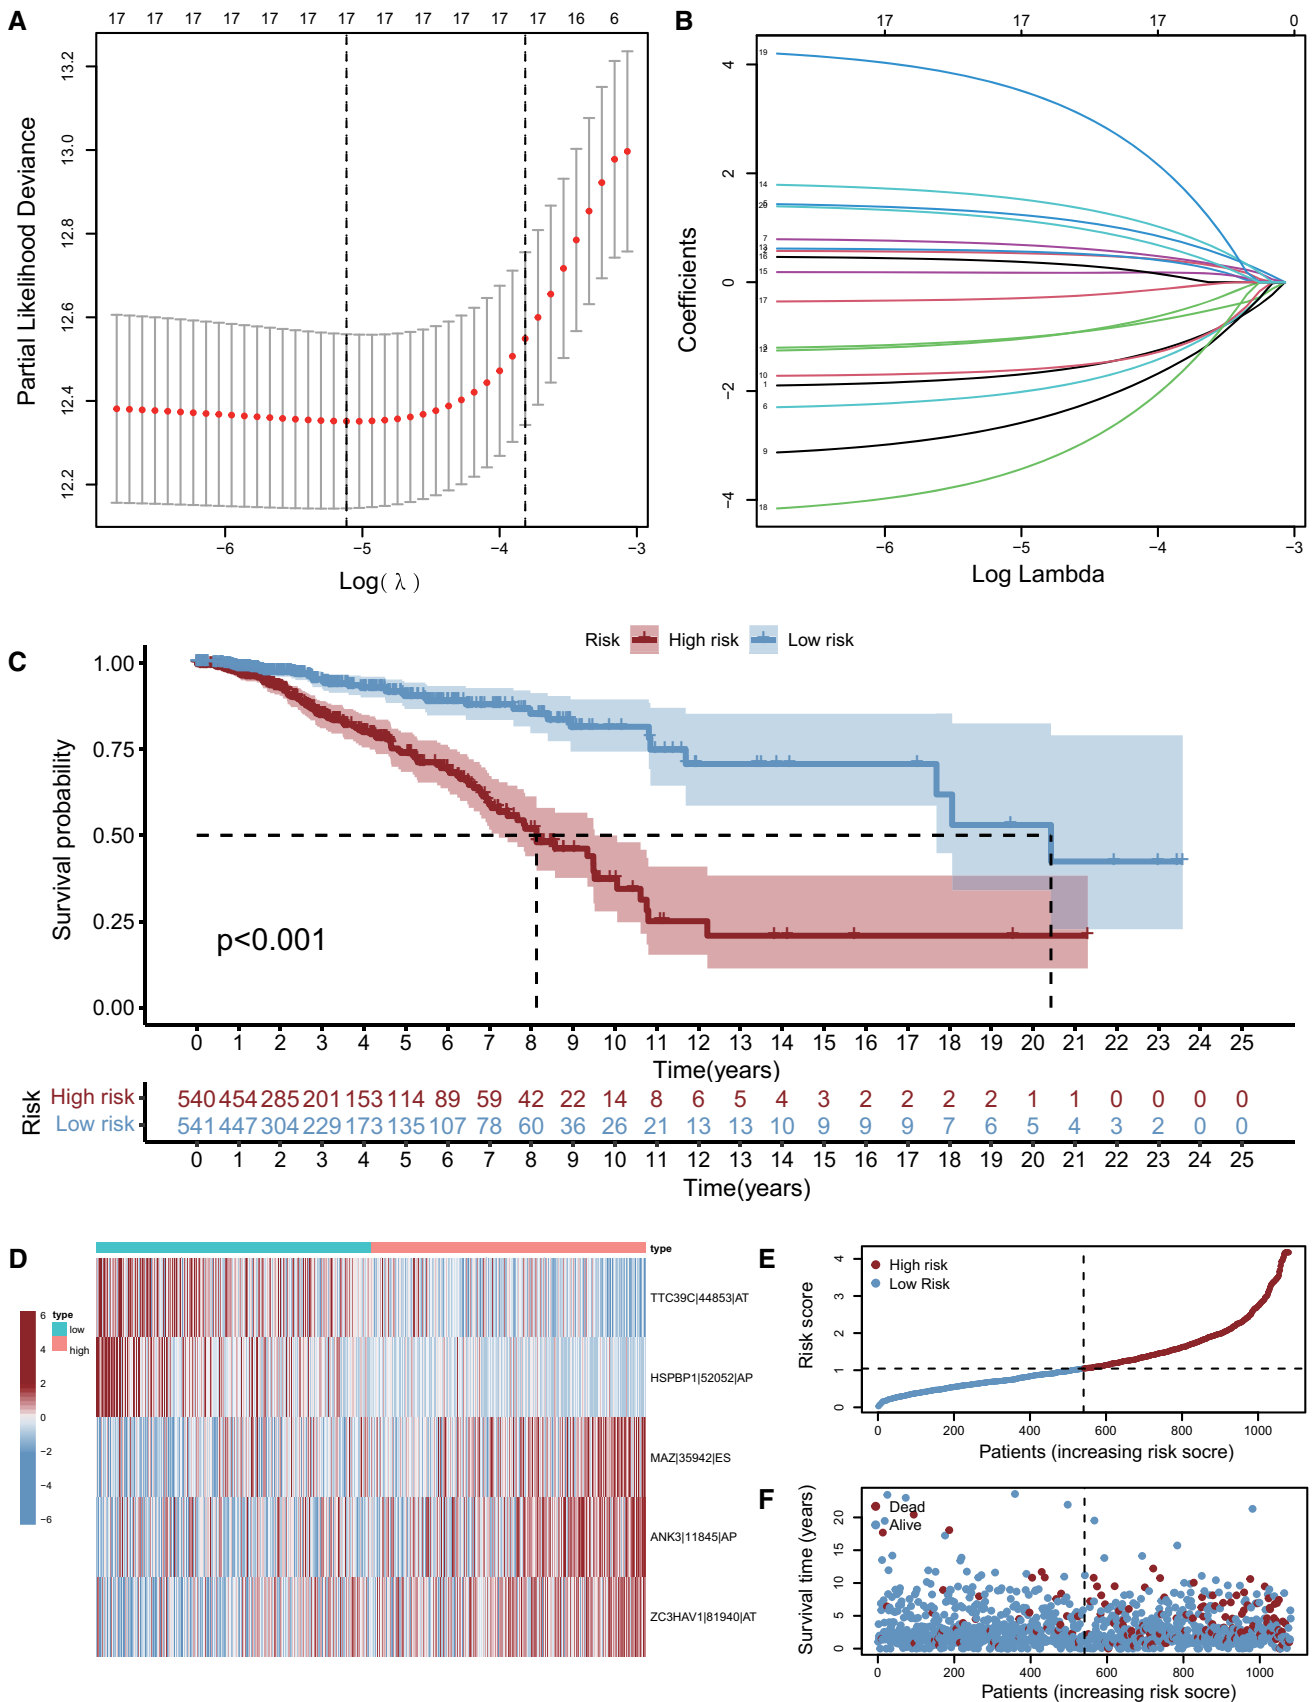 A
17 17 17 17 17 17 17 17 17 17 17 17 16 6
13.2
13.0
12.8
12.6
12.4
12.2
Partial Likelihood Deviance
−6 −5 −4 −3
Log( λ )
B
17 17 17 0
4
2
0
−2
−4
Coefficients
19
14
7
16
15
17
10
1
6
9
18
−6 −5 −4 −3
Log Lambda
C
Risk High risk Low risk
1.00
0.75
0.50
0.25
0.00
Survival probability
p<0.001
0 1 2 3 4 5 6 7 8 9 10 11 12 13 14 15 16 17 18 19 20 21 22 23 24 25
Time(years)
Risk
High risk 540 454 285 201 153 114 89 59 42 22 14 8 6 5 4 3 2 2 2 2 1 1 0 0 0 0
Low risk 541 447 304 229 173 135 107 78 60 36 26 21 13 13 10 9 9 9 7 6 5 4 3 2 0 0
0 1 2 3 4 5 6 7 8 9 10 11 12 13 14 15 16 17 18 19 20 21 22 23 24 25
Time(years)
D
type
TTC39C|44853|AT
HSPBP1|52052|AP
MAZ|35942|ES
ANK3|11845|AP
ZC3HAV1|81940|AT
6
4
2
0
−2
−4
−6
type
low
high
E
High risk
Low Risk
4
3
2
1
0
Risk score
0 200 400 600 800 1000
Patients (increasing risk socre)
F
Dead
Alive
20
15
10
5
0
Survival time (years)
0 200 400 600 800 1000
Patients (increasing risk socre)